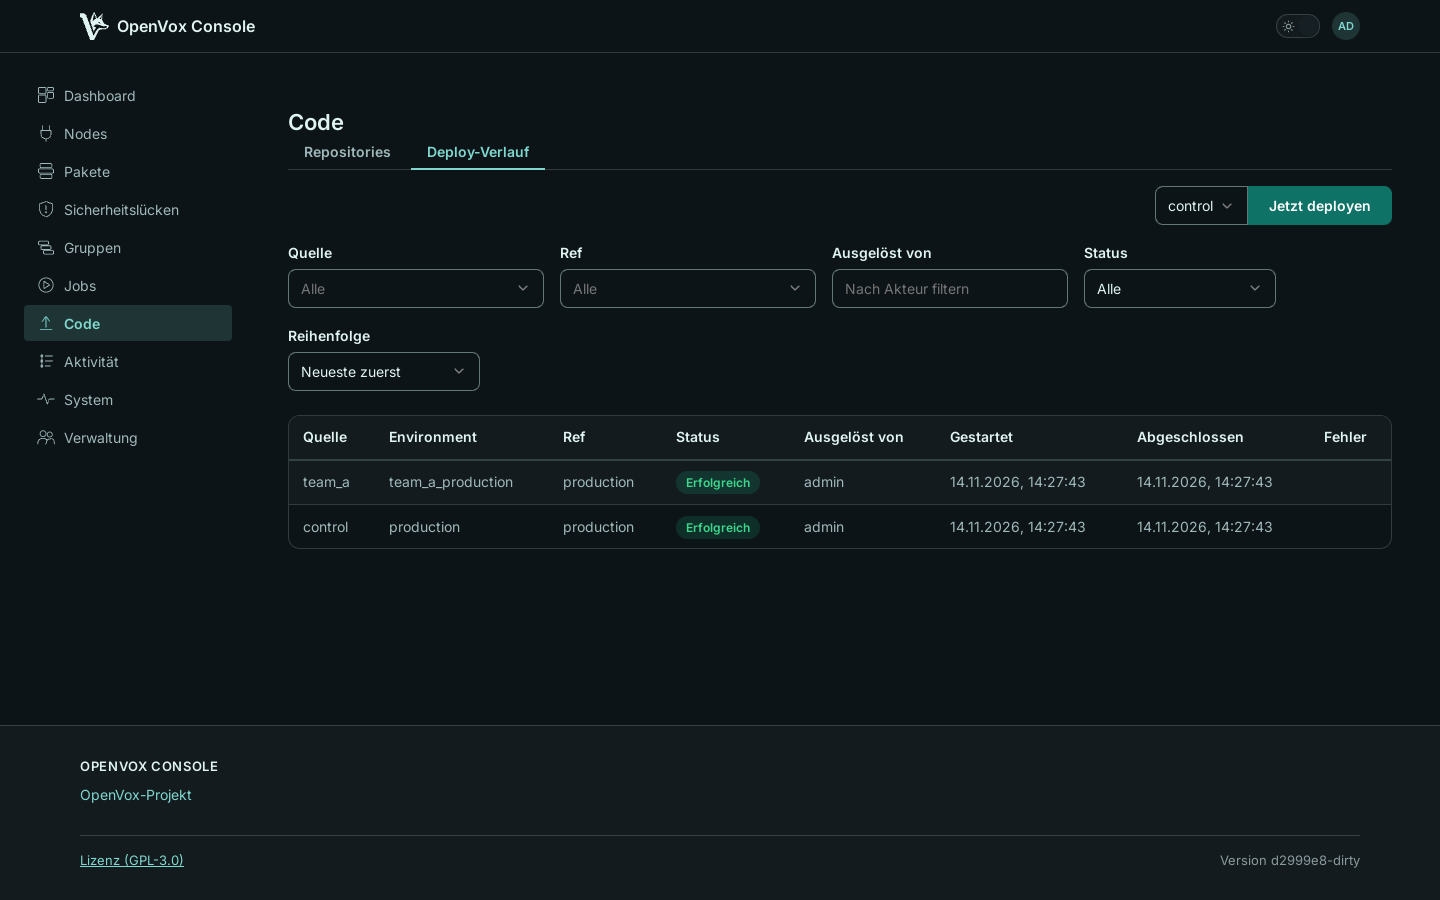 OpenVox Console
AD
Dashboard
Nodes
Pakete
Sicherheitslücken
Gruppen
Jobs
Code
Aktivität
System
Verwaltung
Code
Repositories
Deploy-Verlauf
control
Jetzt deployen
Quelle
Ref
Ausgelöst von
Status
Alle
Alle
Nach Akteur filtern
Alle
Reihenfolge
Neueste zuerst
Quelle Environment Ref Status Ausgelöst von Gestartet Abgeschlossen Fehler
team_a team_a_production production Erfolgreich admin 14.11.2026, 14:27:43 14.11.2026, 14:27:43
control production production Erfolgreich admin 14.11.2026, 14:27:43 14.11.2026, 14:27:43
OPENVOX CONSOLE
OpenVox-Projekt
Lizenz (GPL-3.0)
Version d2999e8-dirty